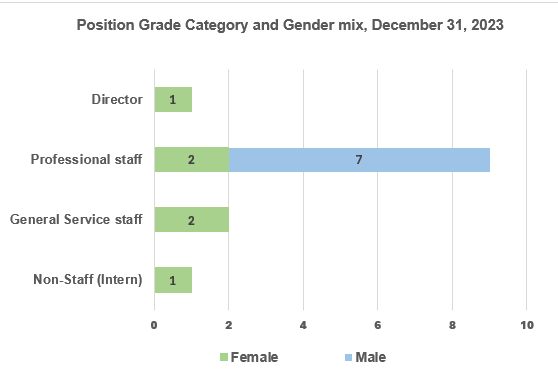 Position Grade Category and Gender mix, December 31, 2023
Director
1
Professional staff
2
7
General Service staff
2
Non-Staff (Intern)
1
0 2 4 6 8 10
Female Male